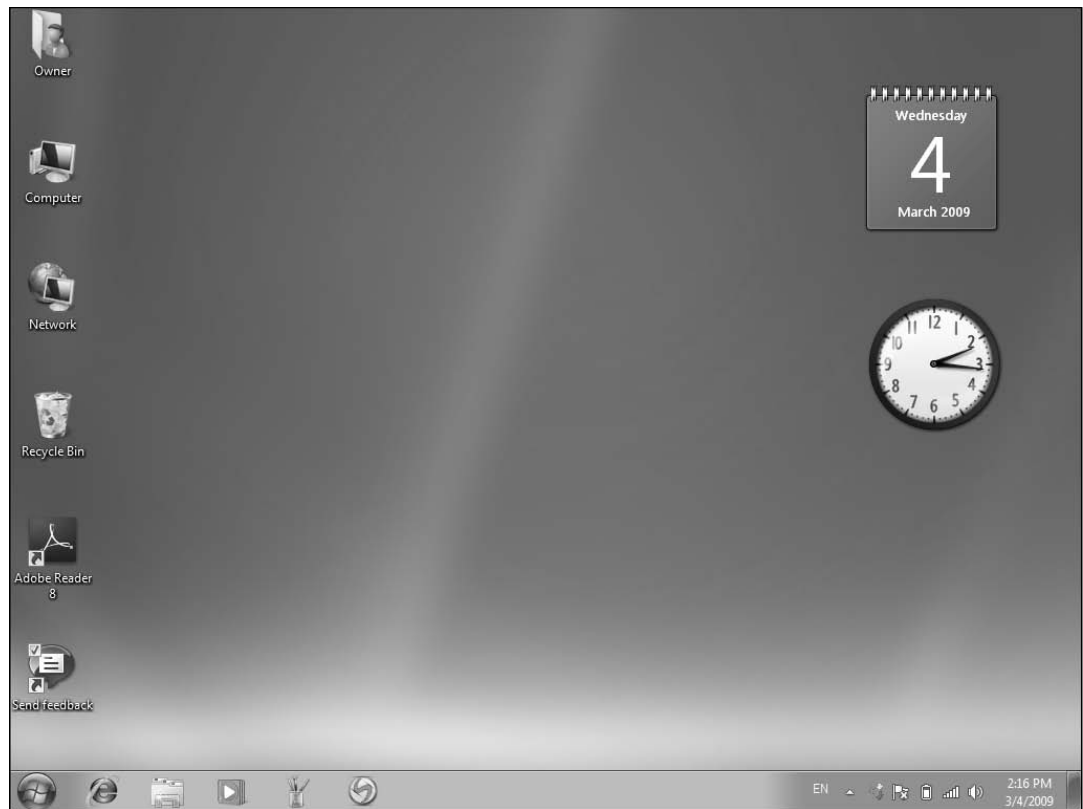 Owner
Computer
Network
Recycle Bin
Adobe Reader
8
Send feedback
Wednesday
4
March 2009
12
1
2
3
4
5
6
7
8
9
10
11
EN
2:16 PM
3/4/2009